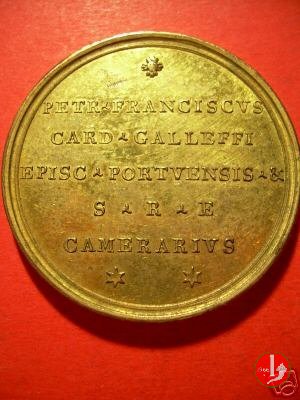 PETR · FRANCISCVS
CARD · GALLEFFI
EPISC · PORTVENSIS · &
S · R · E
CAMERARIVS